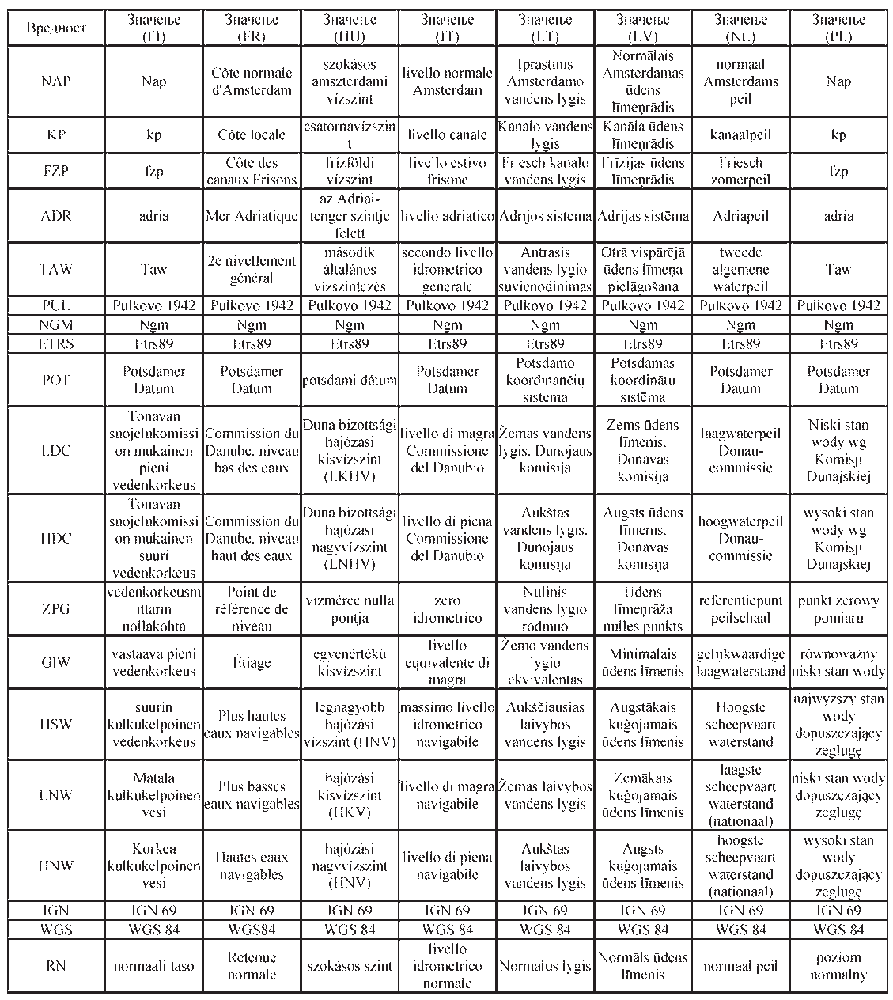 Вредност Значење (FI) Значење (FR) Значење (HU) Значење (IT) Значење (LT) Значење (LV) Значење (NL) Значење (PL)
NAP Nap Côte normale d'Amsterdam szokásos amszterdami vízszint livello normale Amsterdam Įprastinis Amsterdamo vandens lygis Normālais Amsterdamas ūdens līmeņrādis normaal Amsterdams peil Nap
KP kp Côte locale csatornavízszint livello canale Kanalo vandens lygis Kanāla ūdens līmeņrādis kanaalpeil kp
FZP fzp Côte des canaux Frisons frízföldi vízszint livello estivo frisone Friesch kanalo vandens lygis Frīzijas ūdens līmeņrādis Friesch zomerpeil fzp
ADR adria Mer Adriatique az Adriai-tenger szintje felett livello adriatico Adrijos sistema Adrijas sistēma Adriapeil adria
TAW Taw 2e nivellement général második általános vízszintezés secondo livello idrometrico generale Antrasis vandens lygio suvienodinimas Otrā vispārējā ūdens līmeņa pielāgošana tweede algemene waterpeil Taw
PUL Pulkovo 1942 Pulkovo 1942 Pulkovo 1942 Pulkovo 1942 Pulkovo 1942 Pulkovo 1942 Pulkovo 1942 Pulkovo 1942
NGM Ngm Ngm Ngm Ngm Ngm Ngm Ngm Ngm
ETRS Etrs89 Etrs89 Etrs89 Etrs89 Etrs89 Etrs89 Etrs89 Etrs89
POT Potsdamer Datum Potsdamer Datum potsdami dátum Potsdamer Datum Potsdamo koordinančių sistema Potsdamas koordinātu sistēma Potsdamer Datum Potsdamer Datum
LDC Tonavan suojelukomission mukainen pieni vedenkorkeus Commission du Danube, niveau bas des eaux Duna bizottsági hajózási kisvízszint (LKHV) livello di magra Commissione del Danubio Žemas vandens lygis. Dunojaus komisija Zems ūdens līmenis. Donavas komisija laagwaterpeil Donau-commissie Niski stan wody wg Komisji Dunajskiej
HDC Tonavan suojelukomission mukainen suuri vedenkorkeus Commission du Danube, niveau haut des eaux Duna bizottsági hajózási nagyvízszint (LNHV) livello di piena Commissione del Danubio Aukštas vandens lygis. Dunojaus komisija Augsts ūdens līmenis. Donavas komisija hoogwaterpeil Donau-commissie wysoki stan wody wg Komisji Dunajskiej
ZPG vedenkorkeusmittarin nollakohta Point de référence de niveau vízmérce nulla pontja zero idrometrico Nulinis vandens lygio rodmuo Ūdens līmeņrāža nulles punkts referentiepunt peilschaal punkt zerowy pomiaru
GIW vastaava pieni vedenkorkeus Etiage egyenértékű kisvízszint livello equivalente di magra Žemo vandens lygio ekvivalentas Minimālais ūdens līmenis gelijkwaardige laagwaterstand równoważny niski stan wody
HSW suurin kulkukelpoinen vedenkorkeus Plus hautes eaux navigables legnagyobb hajózási vízszint (HNV) massimo livello idrometrico navigabile Aukščiausias laivybos vandens lygis Augstākais kuģojamais ūdens līmenis Hoogste scheepvaart waterstand najwyższy stan wody dopuszczający żeglugę
LNW Matala kulkukelpoinen vesi Plus basses eaux navigables hajózási kisvízszint (HKV) livello di magra navigabile Žemas laivybos vandens lygis Zemākais kuģojamais ūdens līmenis laagste scheepvaart waterstand (nationaal) niski stan wody dopuszczający żeglugę
HNW Korkea kulkukelpoinen vesi Hautes eaux navigables hajózási nagyvízszint (HNV) livello di piena navigabile Aukštas laivybos vandens lygis Augsts kuģojamais ūdens līmenis hoogste scheepvaart waterstand (nationaal) wysoki stan wody dopuszczający żeglugę
IGN IGN 69 IGN 69 IGN 69 IGN 69 IGN 69 IGN 69 IGN 69 IGN 69
WGS WGS 84 WGS84 WGS 84 WGS 84 WGS 84 WGS 84 WGS 84 WGS 84
RN normaali taso Retenue normale szokásos szint livello idrometrico normale Normalus lygis Normāls ūdens līmenis normaal peil poziom normalny